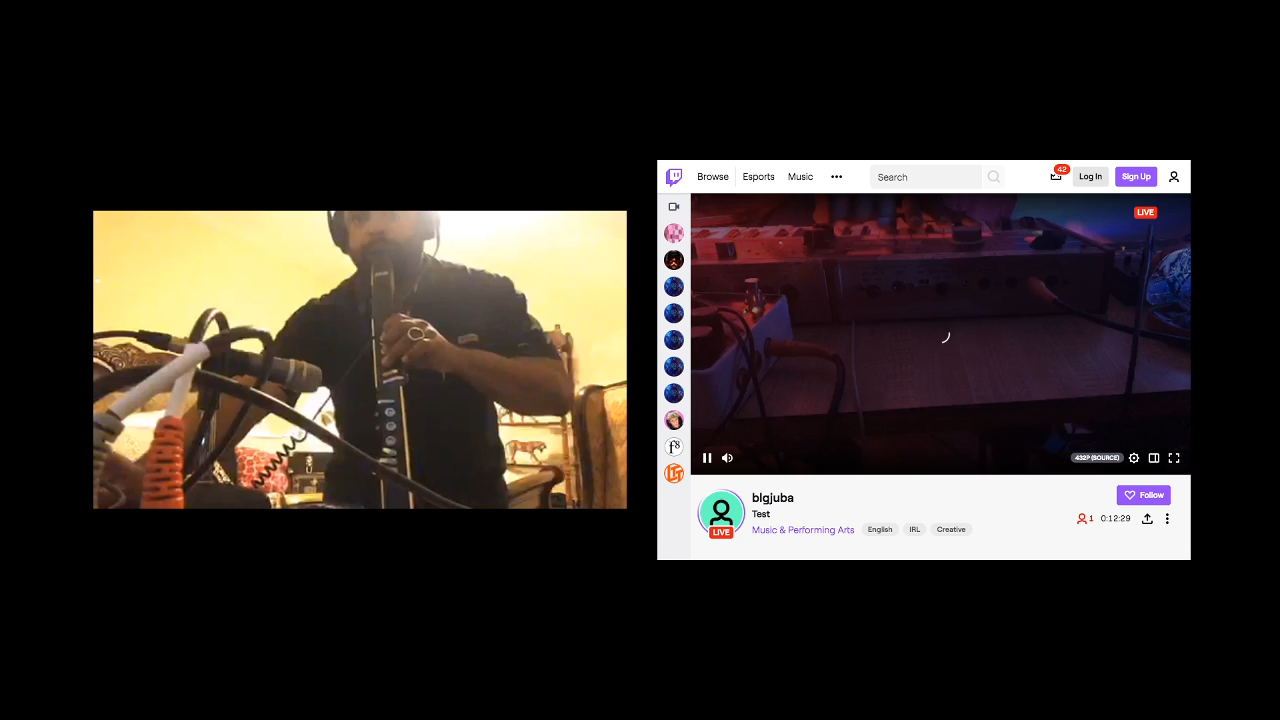 Browse
Esports
Music
Search
42
Log In
Sign Up
LIVE
432P (SOURCE)
blgjuba
Follow
Test
1
0:12:29
Music & Performing Arts
English
IRL
Creative
LIVE
f8